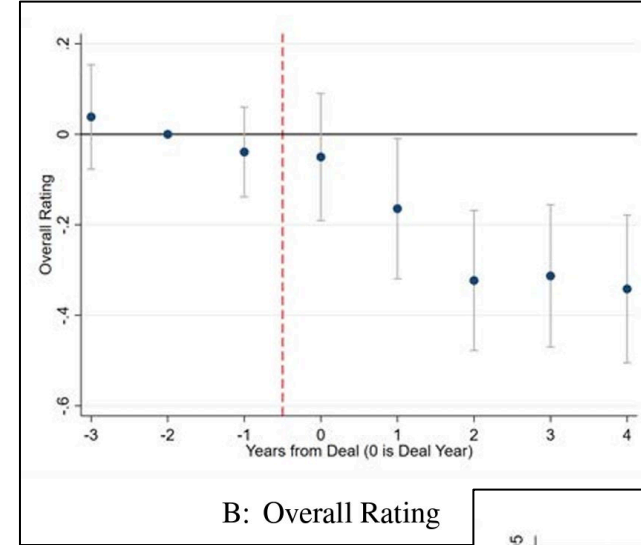 .2
0
-.2
-.4
-.6
Overall Rating
-3 -2 -1 0 1 2 3 4
Years from Deal (0 is Deal Year)
B: Overall Rating